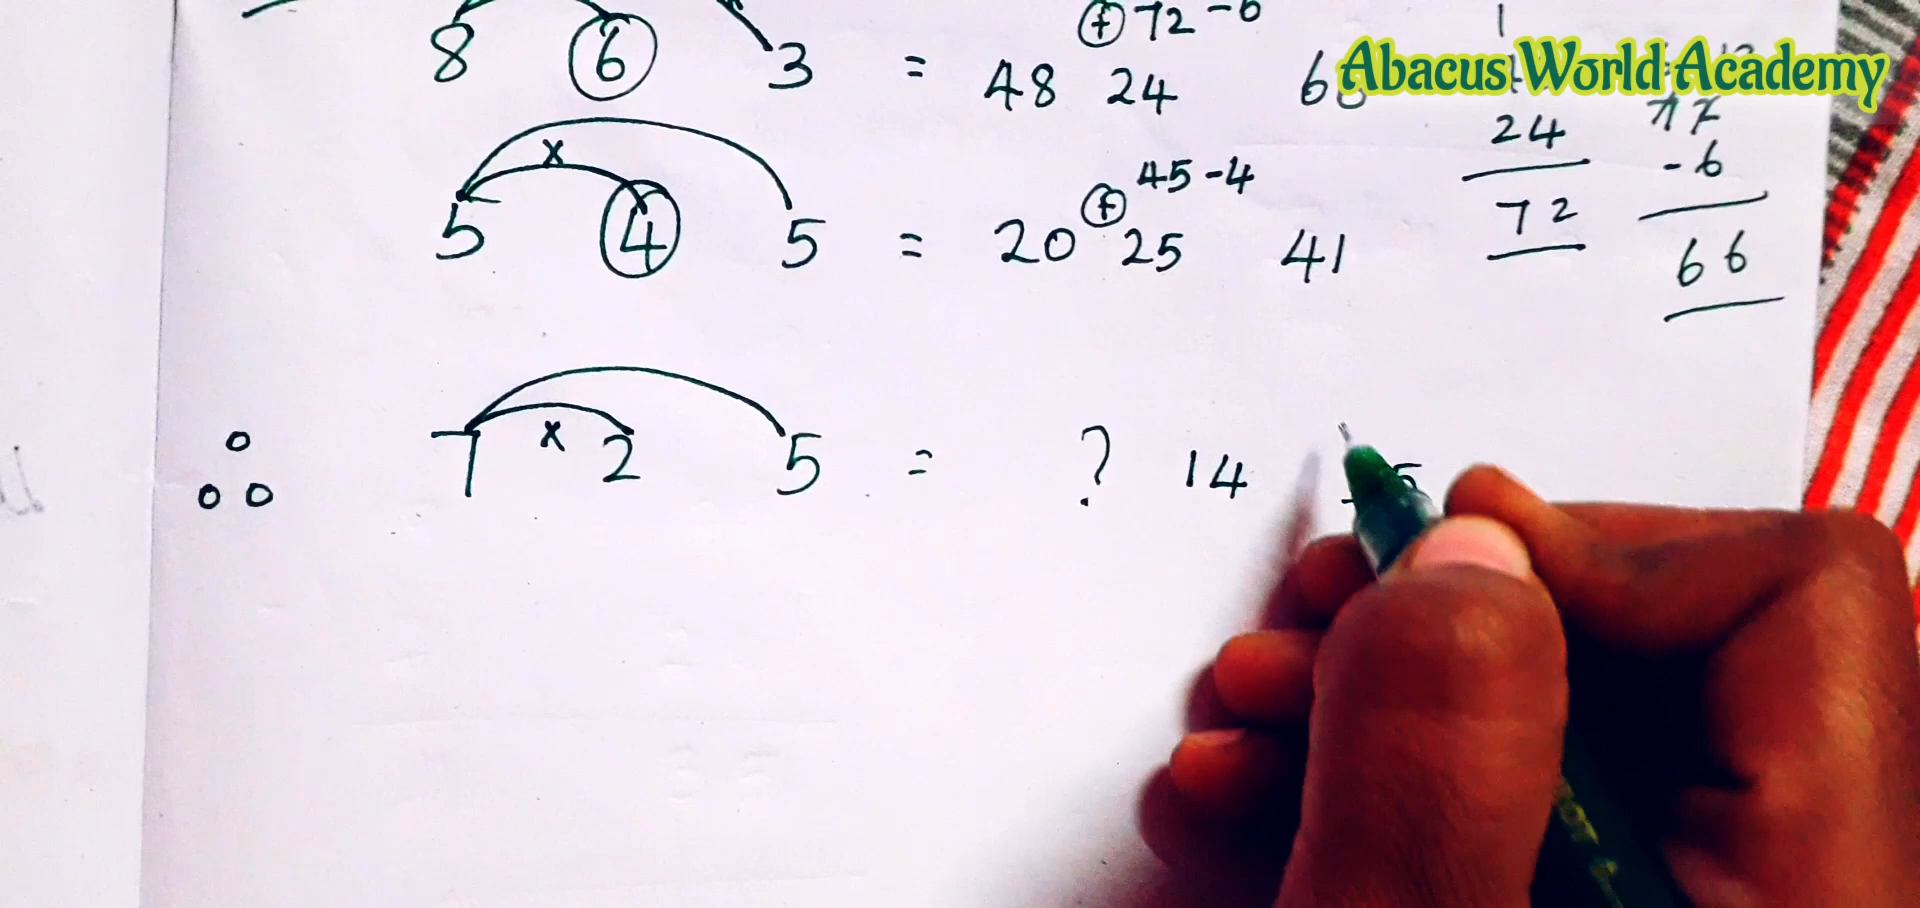 ⊕72-6
8 6 3 = 48 24 66
Abacus World Academy
24
-6
72
66
×
45-4
5 4 5 = 20 ⊕ 25 41
7 × 2 5 = ? 14